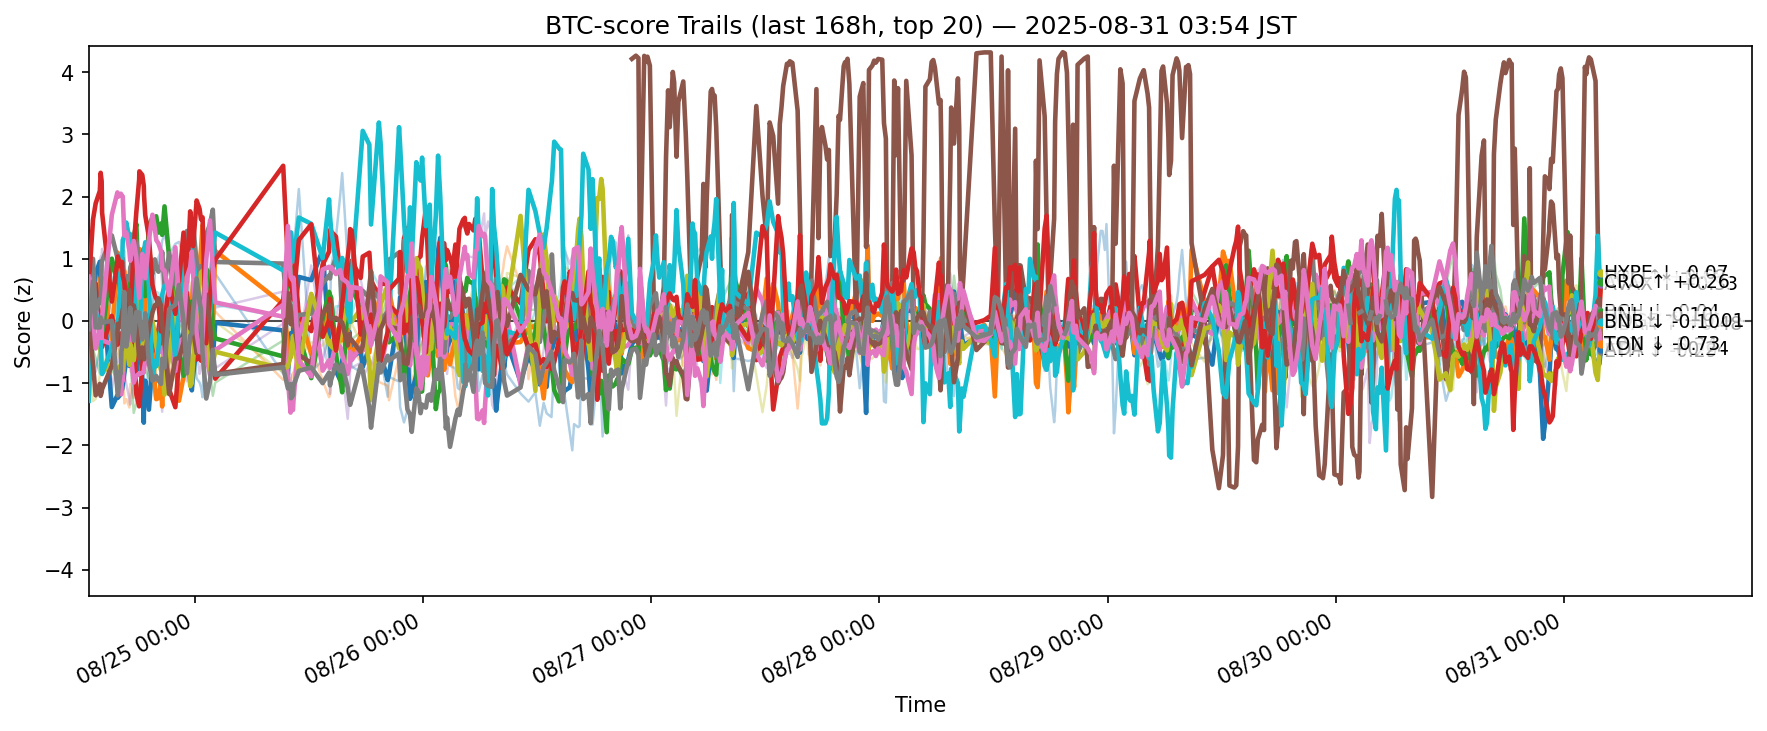 BTC-score Trails (last 168h, top 20) — 2025-08-31 03:54 JST
Score (z)
4
3
2
1
0
−1
−2
−3
−4
HYPE ↓ -0.07
CRO ↑ +0.26
BNB ↓
TON ↓ -0.73
08/25 00:00
08/26 00:00
08/27 00:00
08/28 00:00
08/29 00:00
08/30 00:00
08/31 00:00
Time